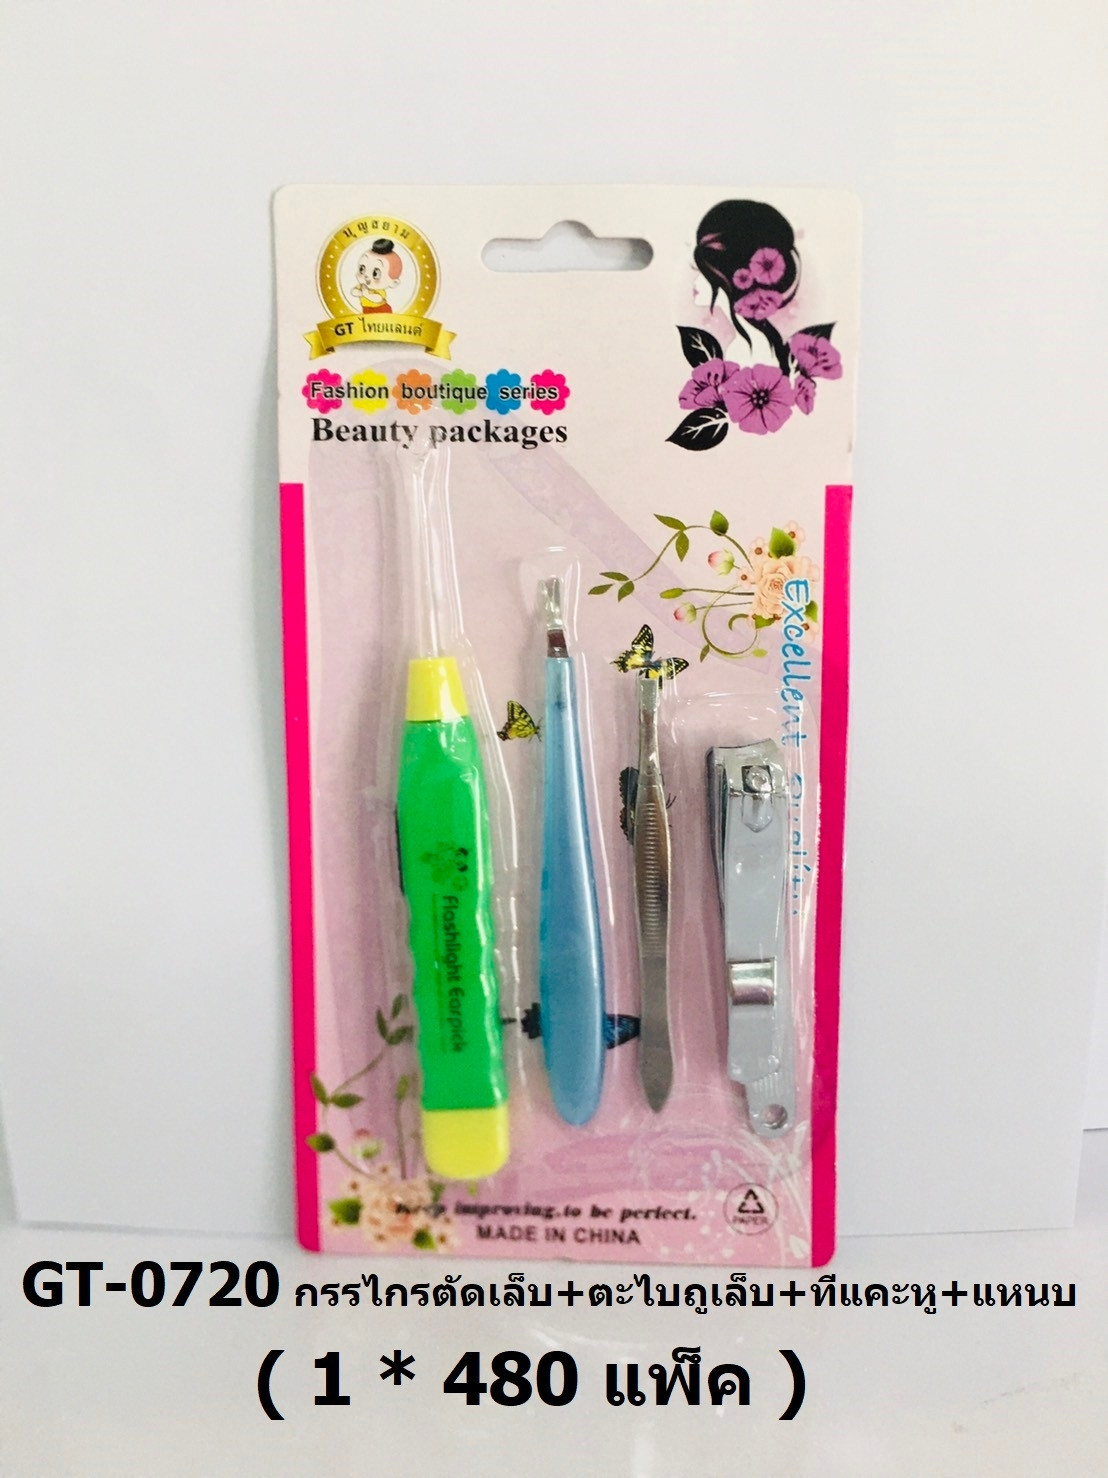 บุญสยาม
GT ไทยแลนด์
Fashion boutique series
Beauty packages
Excellent Quality
Flashlight Earpick
Keep improving,to be perfect.
MADE IN CHINA
PAPER
GT-0720 กรรไกรตัดเล็บ+ตะไบถูเล็บ+ทีแคะหู+แหนบ
( 1 * 480 แพ็ค )